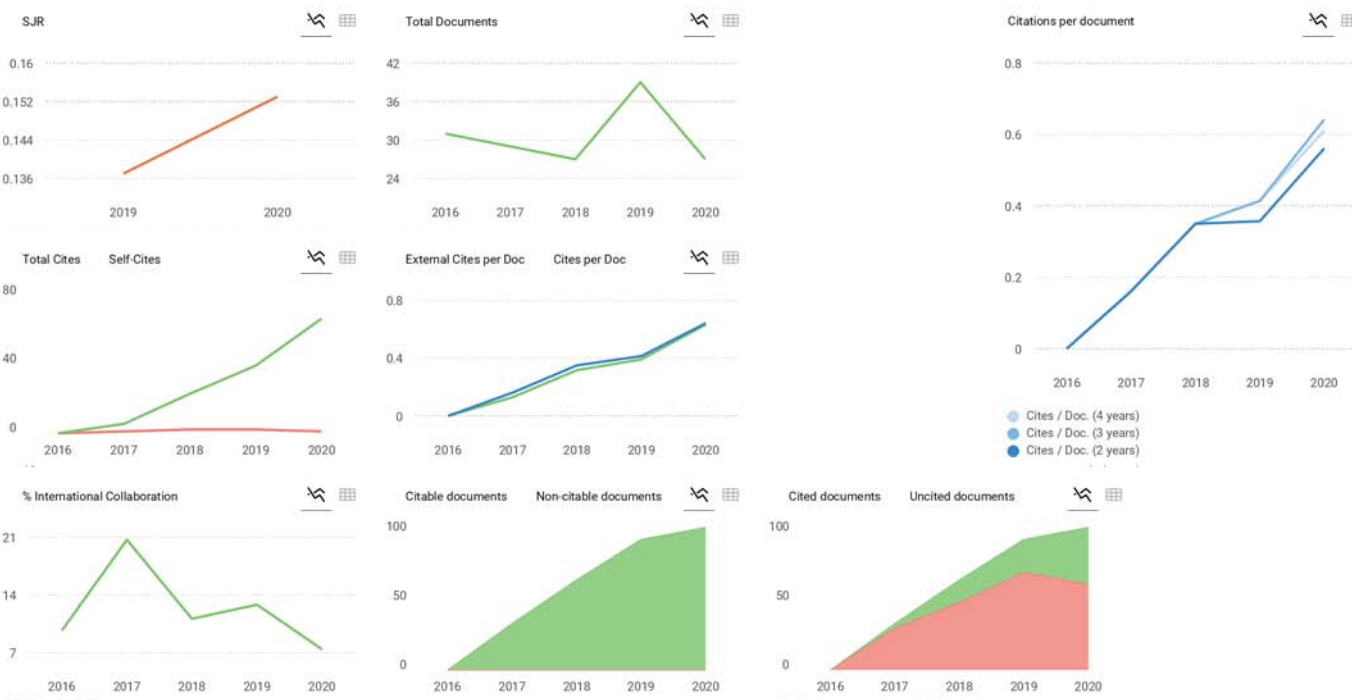 SJR
0.16
0.152
0.144
0.136
2019 2020
Total Documents
42
36
30
24
2016 2017 2018 2019 2020
Citations per document
0.8
0.6
0.4
0.2
0
2016 2017 2018 2019 2020
Cites / Doc. (4 years)
Cites / Doc. (3 years)
Cites / Doc. (2 years)
Total Cites Self-Cites
80
40
0
2016 2017 2018 2019 2020
External Cites per Doc Cites per Doc
0.8
0.4
0
2016 2017 2018 2019 2020
% International Collaboration
21
14
7
2016 2017 2018 2019 2020
Citable documents Non-citable documents
100
50
0
2016 2017 2018 2019 2020
Cited documents Uncited documents
100
50
0
2016 2017 2018 2019 2020